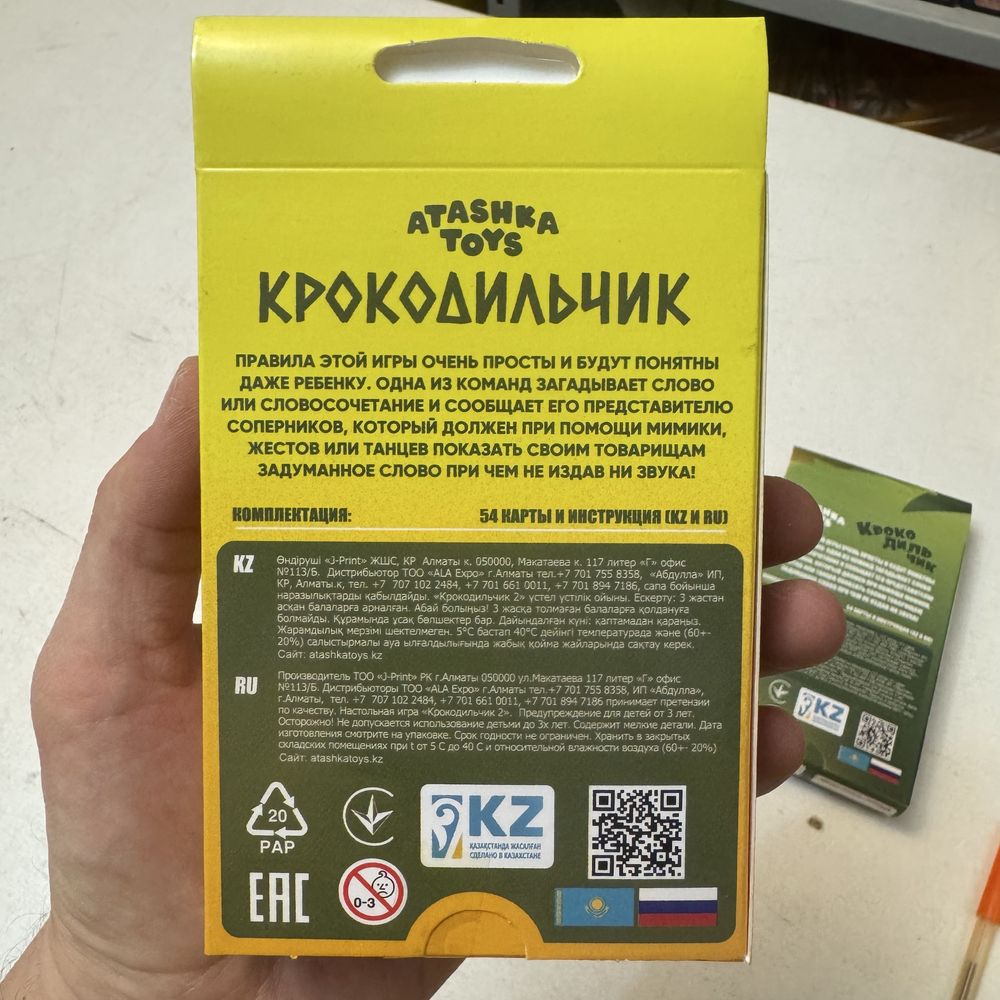 ATASHKA
TOYS
КРОКОДИЛЬЧИК
ПРАВИЛА ЭТОЙ ИГРЫ ОЧЕНЬ ПРОСТЫ И БУДУТ ПОНЯТНЫ
ДАЖЕ РЕБЕНКУ. ОДНА ИЗ КОМАНД ЗАГАДЫВАЕТ СЛОВО
ИЛИ СЛОВОСОЧЕТАНИЕ И СООБЩАЕТ ЕГО ПРЕДСТАВИТЕЛЮ
СОПЕРНИКОВ, КОТОРЫЙ ДОЛЖЕН ПРИ ПОМОЩИ МИМИКИ,
ЖЕСТОВ ИЛИ ТАНЦЕВ ПОКАЗАТЬ СВОИМ ТОВАРИЩАМ
ЗАДУМАННОЕ СЛОВО ПРИ ЧЕМ НЕ ИЗДАВ НИ ЗВУКА!
КОМПЛЕКТАЦИЯ: 54 КАРТЫ И ИНСТРУКЦИЯ (KZ И RU)
KZ
Өндіруші «J-Print» ЖШС, ҚР Алматы к. 050000, Макатаева к. 117 литер «Г» офис
№113/Б. Дистрибьютор ТОО «ALA Expo» г.Алматы тел.+7 701 755 8358, «Абдулла» ИП,
ҚР, Алматы.к, тел. +7 707 102 2484, +7 701 661 0011, +7 701 894 7186, сапа бойынша
наразылықтарды қабылдайды. «Крокодильчик 2» үстел үстілік ойыны. Ескерту: 3 жастан
асқан балаларға арналған. Абай болыңыз! 3 жасқа толмаған балаларға қолдануға
болмайды. Құрамында ұсақ бөлшектер бар. Дайындалған күні: қаптамадан қараңыз.
Жарамдылық мерзімі шектелмеген. 5°С бастап 40°С дейінгі температурада және (60+-
20%) салыстырмалы ауа ылғалдылығында жабық қойма жайларында сақтау керек.
Сайт: atashkatoys.kz
RU
Производитель ТОО «J-Print» РК г.Алматы 050000 ул.Макатаева 117 литер «Г» офис
№113/Б. Дистрибьюторы ТОО «ALA Expo» г.Алматы тел.+7 701 755 8358, ИП «Абдулла»,
г.Алматы, тел. +7 707 102 2484, +7 701 661 0011, +7 701 894 7186 принимает претензии
по качеству. Настольная игра «Крокодильчик 2». Предупреждение для детей от 3 лет.
Осторожно! Не допускается использование детьми до 3х лет. Содержит мелкие детали. Дата
изготовления смотрите на упаковке. Срок годности не ограничен. Хранить в закрытых
складских помещениях при t от 5 С до 40 С и относительной влажности воздуха (60+- 20%)
Сайт: atashkatoys.kz
20
PAP
KZ
ҚАЗАҚСТАНДА ЖАСАЛҒАН
СДЕЛАНО В КАЗАХСТАНЕ
EAC
0-3
КРОКО
ДИЛЬ
ЧИК
KZ